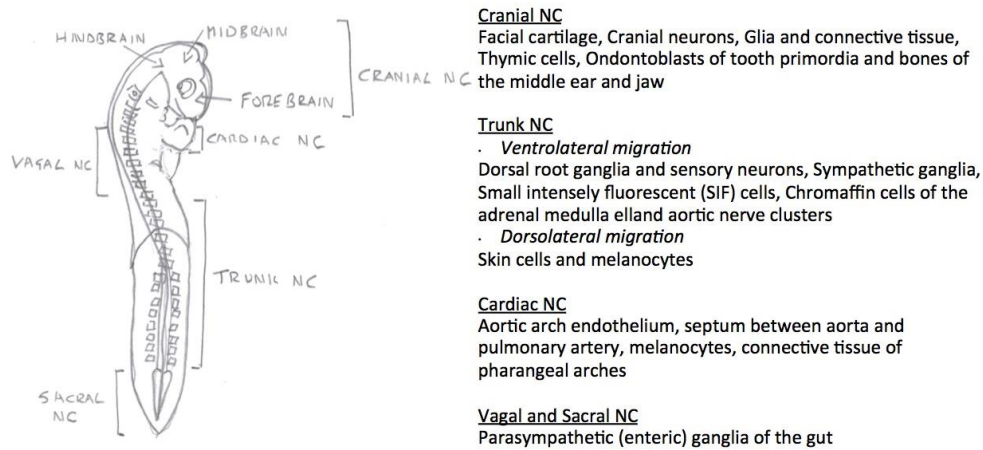 HINDBRAIN
MIDBRAIN
CRANIAL NC
FOREBRAIN
CARDIAC NC
VAGAL NC
TRUNK NC
SACRAL
NC
Cranial NC
Facial cartilage, Cranial neurons, Glia and connective tissue,
Thymic cells, Ondontoblasts of tooth primordia and bones of
the middle ear and jaw
Trunk NC
· Ventrolateral migration
Dorsal root ganglia and sensory neurons, Sympathetic ganglia,
Small intensely fluorescent (SIF) cells, Chromaffin cells of the
adrenal medulla elland aortic nerve clusters
· Dorsolateral migration
Skin cells and melanocytes
Cardiac NC
Aortic arch endothelium, septum between aorta and
pulmonary artery, melanocytes, connective tissue of
pharangeal arches
Vagal and Sacral NC
Parasympathetic (enteric) ganglia of the gut